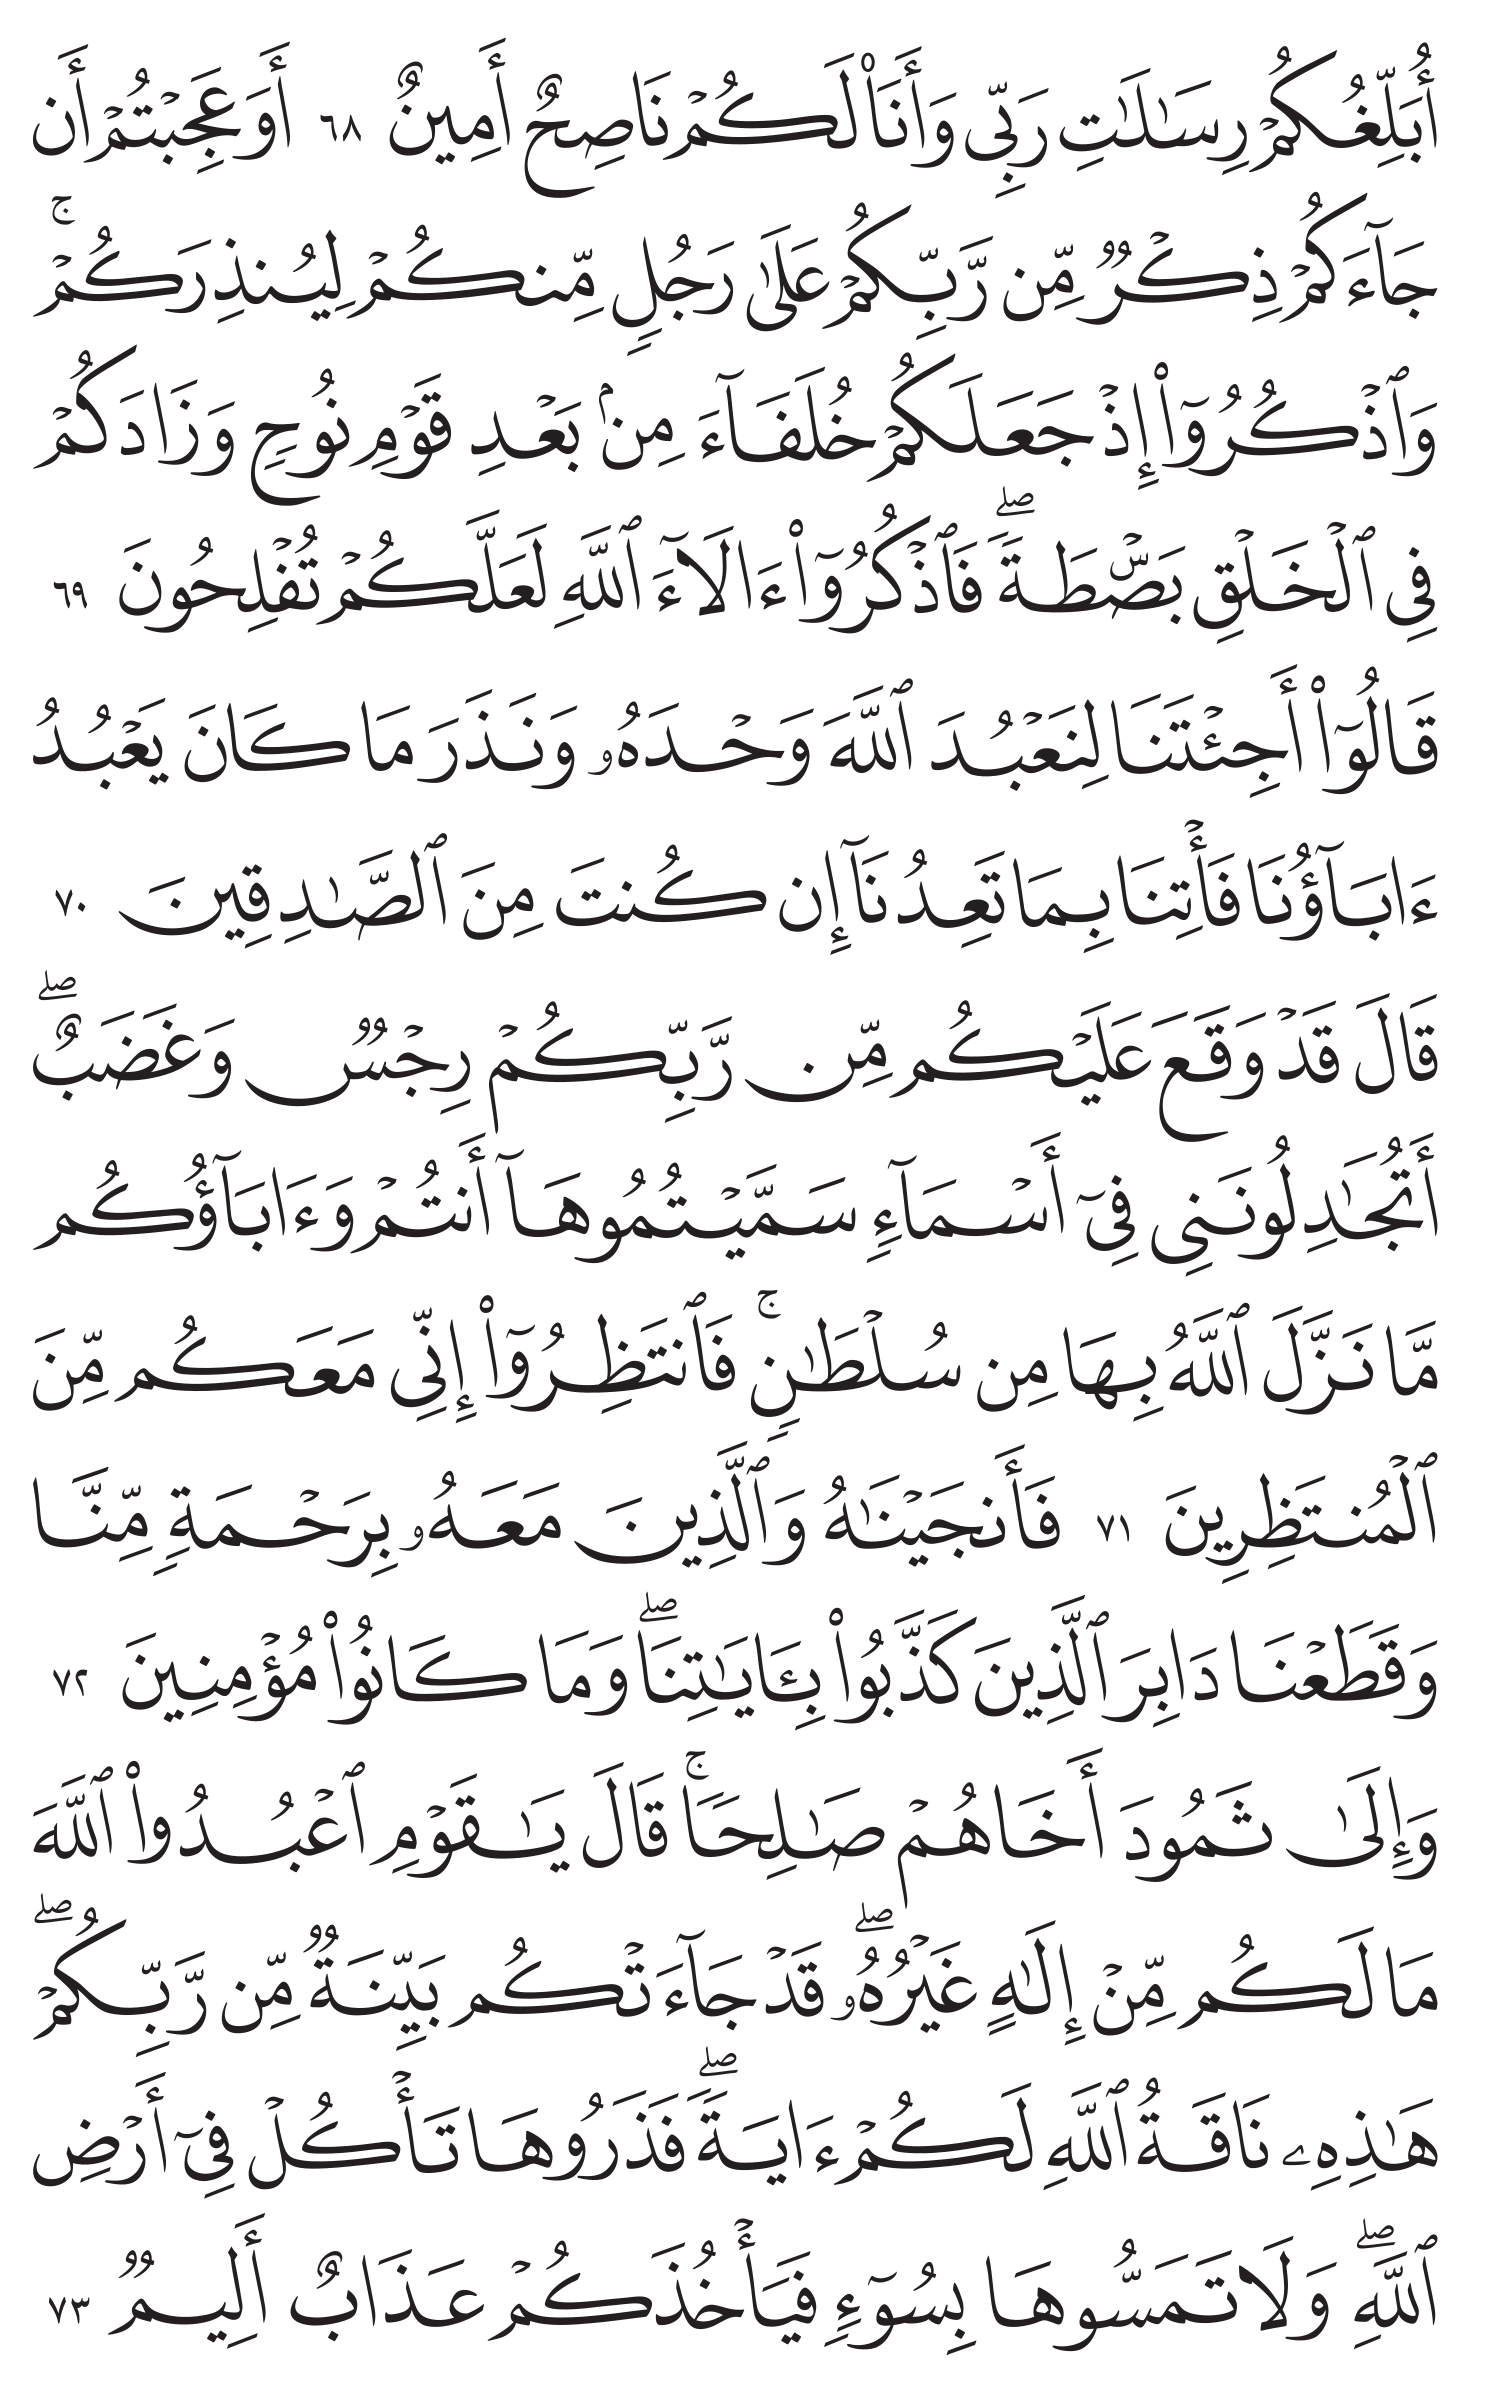 أُبَلِّغُكُمْ رِسَٰلَٰتِ رَبِّى وَأَنَا۠ لَكُمْ نَاصِحٌ أَمِينٌ ٦٨ أَوَعَجِبْتُمْ أَن
جَآءَكُمْ ذِكْرٌ مِّن رَّبِّكُمْ عَلَىٰ رَجُلٍ مِّنكُمْ لِيُنذِرَكُمْ ۚ
وَٱذْكُرُوٓا۟ إِذْ جَعَلَكُمْ خُلَفَآءَ مِنۢ بَعْدِ قَوْمِ نُوحٍ وَزَادَكُمْ
فِى ٱلْخَلْقِ بَصْۜطَةً ۖ فَٱذْكُرُوٓا۟ ءَالَآءَ ٱللَّهِ لَعَلَّكُمْ تُفْلِحُونَ ٦٩
قَالُوٓا۟ أَجِئْتَنَا لِنَعْبُدَ ٱللَّهَ وَحْدَهُۥ وَنَذَرَ مَا كَانَ يَعْبُدُ
ءَابَآؤُنَا فَأْتِنَا بِمَا تَعِدُنَآ إِن كُنتَ مِنَ ٱلصَّٰدِقِينَ ٧٠
قَالَ قَدْ وَقَعَ عَلَيْكُم مِّن رَّبِّكُمْ رِجْسٌ وَغَضَبٌ ۖ
أَتُجَٰدِلُونَنِى فِىٓ أَسْمَآءٍ سَمَّيْتُمُوهَآ أَنتُمْ وَءَابَآؤُكُم
مَّا نَزَّلَ ٱللَّهُ بِهَا مِن سُلْطَٰنٍ ۚ فَٱنتَظِرُوٓا۟ إِنِّى مَعَكُم مِّنَ
ٱلْمُنتَظِرِينَ ٧١ فَأَنجَيْنَٰهُ وَٱلَّذِينَ مَعَهُۥ بِرَحْمَةٍ مِّنَّا
وَقَطَعْنَا دَابِرَ ٱلَّذِينَ كَذَّبُوا۟ بِـَٔايَٰتِنَا ۖ وَمَا كَانُوا۟ مُؤْمِنِينَ ٧٢
وَإِلَىٰ ثَمُودَ أَخَاهُمْ صَٰلِحًا ۚ قَالَ يَٰقَوْمِ ٱعْبُدُوا۟ ٱللَّهَ
مَا لَكُم مِّنْ إِلَٰهٍ غَيْرُهُۥ ۖ قَدْ جَآءَتْكُم بَيِّنَةٌ مِّن رَّبِّكُمْ ۖ
هَٰذِهِۦ نَاقَةُ ٱللَّهِ لَكُمْ ءَايَةً ۖ فَذَرُوهَا تَأْكُلْ فِىٓ أَرْضِ
ٱللَّهِ ۖ وَلَا تَمَسُّوهَا بِسُوٓءٍ فَيَأْخُذَكُمْ عَذَابٌ أَلِيمٌ ٧٣